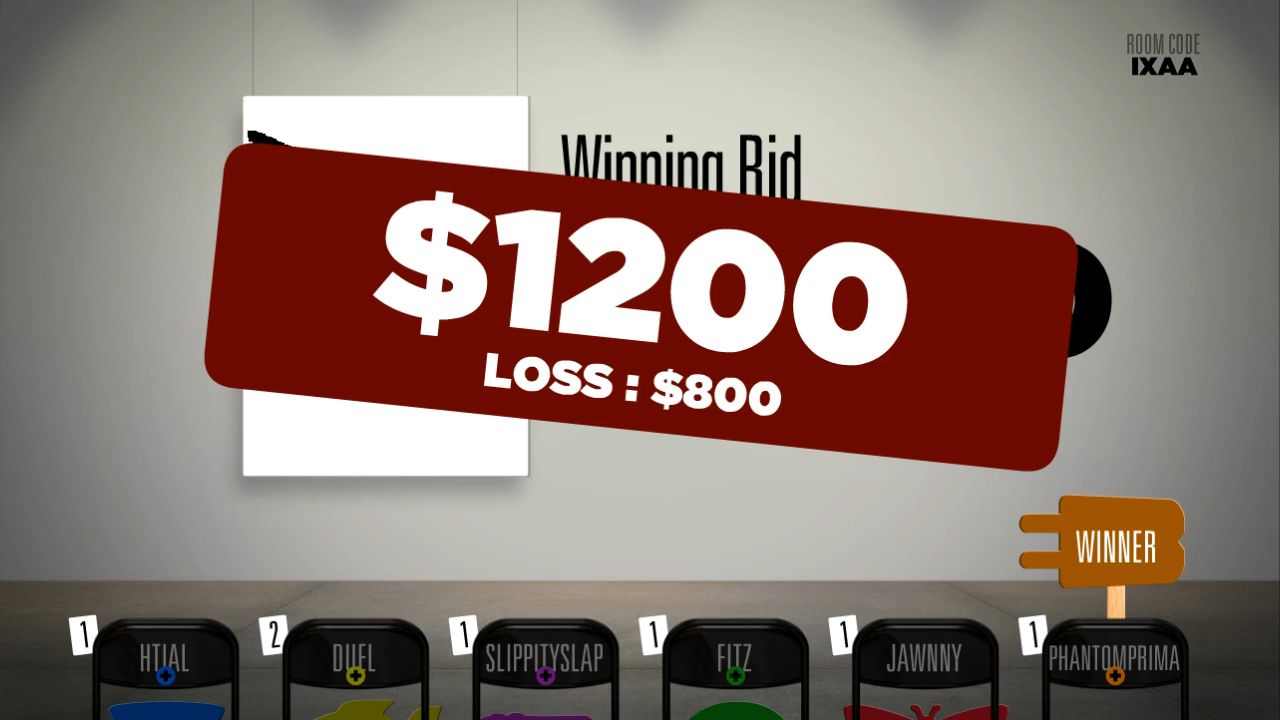 ROOM CODE
IXAA
Winning Bid
$1200
LOSS : $800
WINNER
1 HTIAL
2 DUEL
1 SLIPPITYSLAP
1 FITZ
1 JAWNNY
1 PHANTOMPRIMA